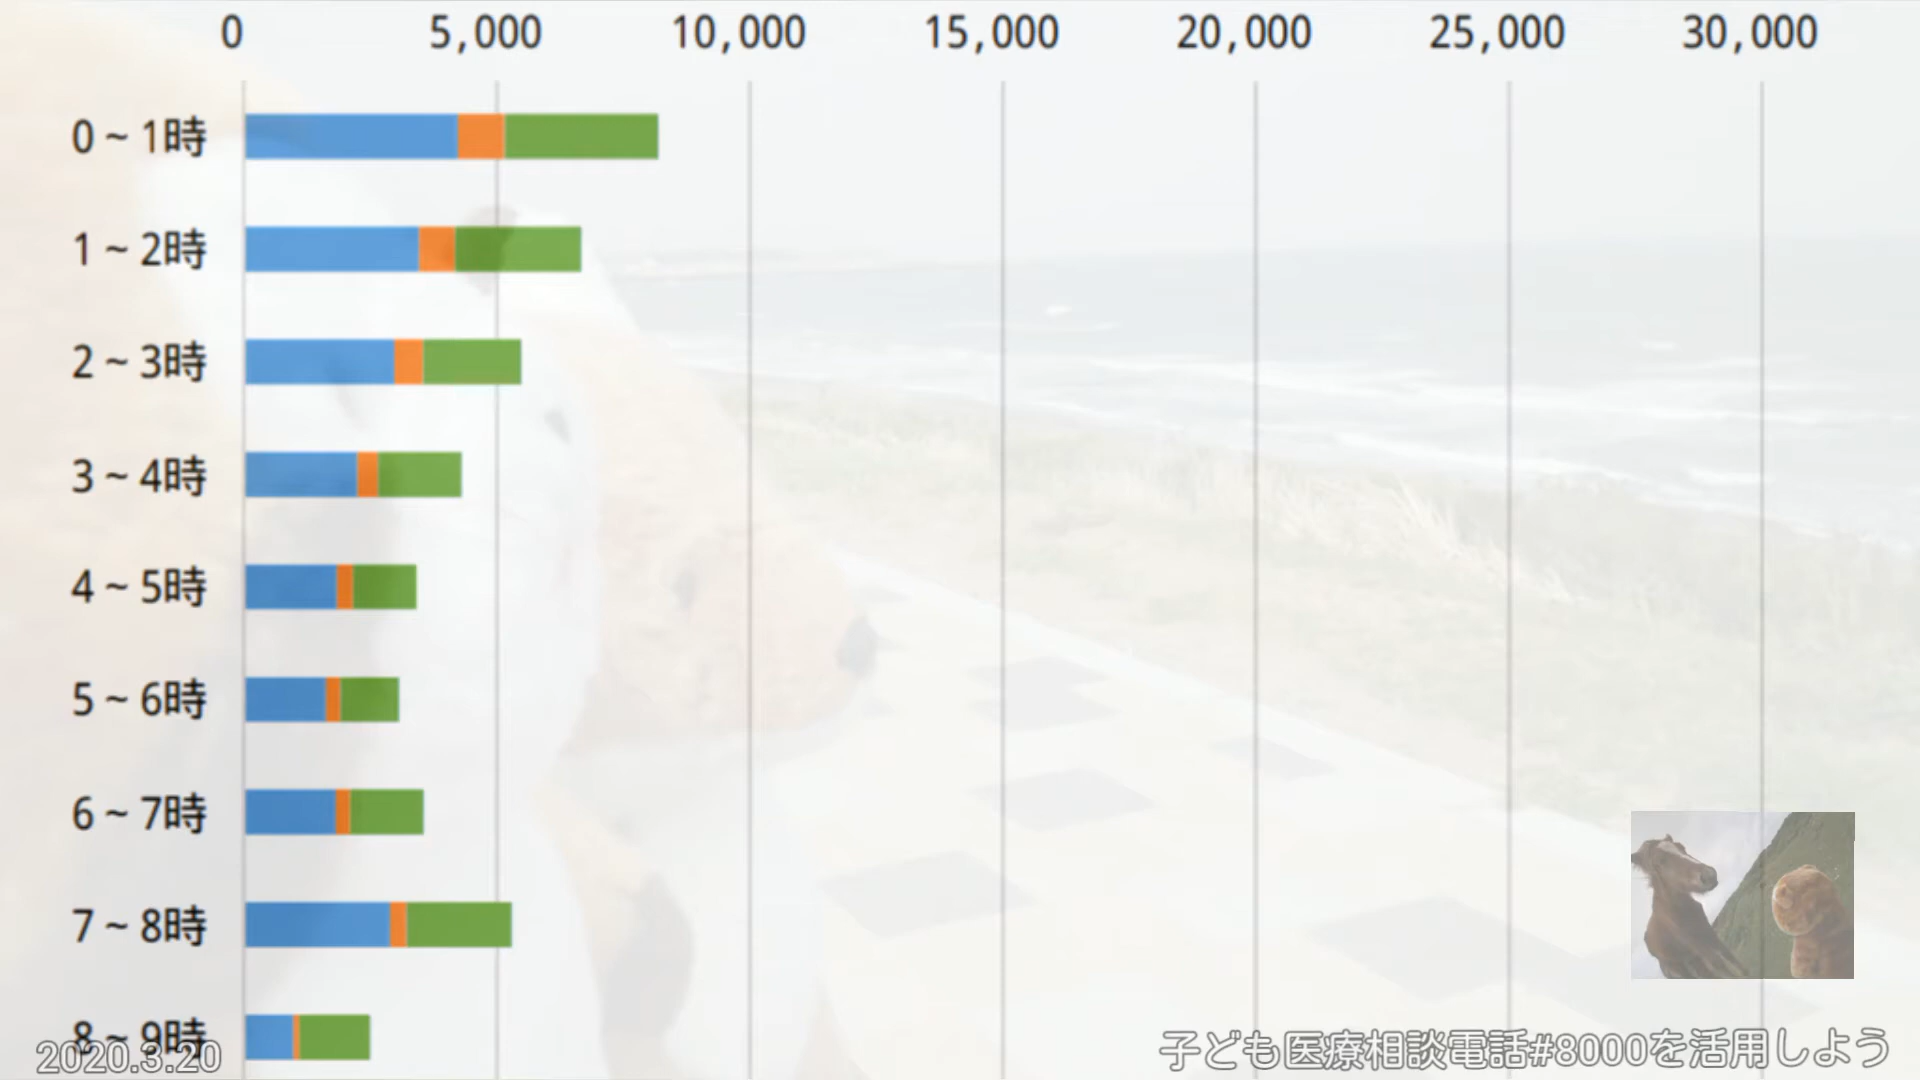 0 5,000 10,000 15,000 20,000 25,000 30,000
0 ~ 1時
1 ~ 2時
2 ~ 3時
3 ~ 4時
4 ~ 5時
5 ~ 6時
6 ~ 7時
7 ~ 8時
8 ~ 9時
2020.3.20
子ども医療相談電話#8000を活用しよう